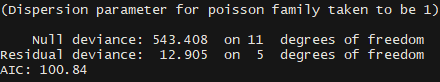 (Dispersion parameter for poisson family taken to be 1)
Null deviance: 543.408 on 11 degrees of freedom
Residual deviance: 12.905 on 5 degrees of freedom
AIC: 100.84